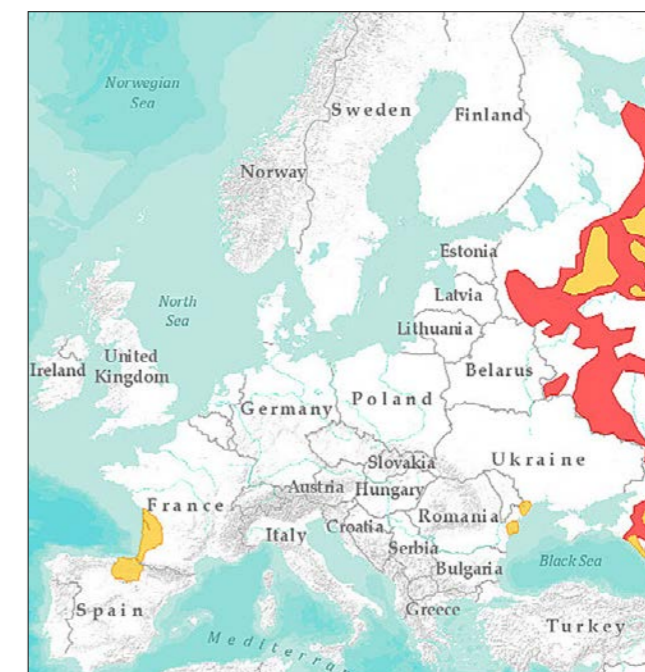 Norwegian
Sea
Sweden
Finland
Norway
Estonia
North
Sea
Latvia
Lithuania
United
Kingdom
Ireland
Belarus
Poland
Germany
Ukraine
Slovakia
Austria
Hungary
France
Romania
Croatia
Italy
Serbia
Black Sea
Bulgaria
Spain
Greece
Turkey
Mediterran